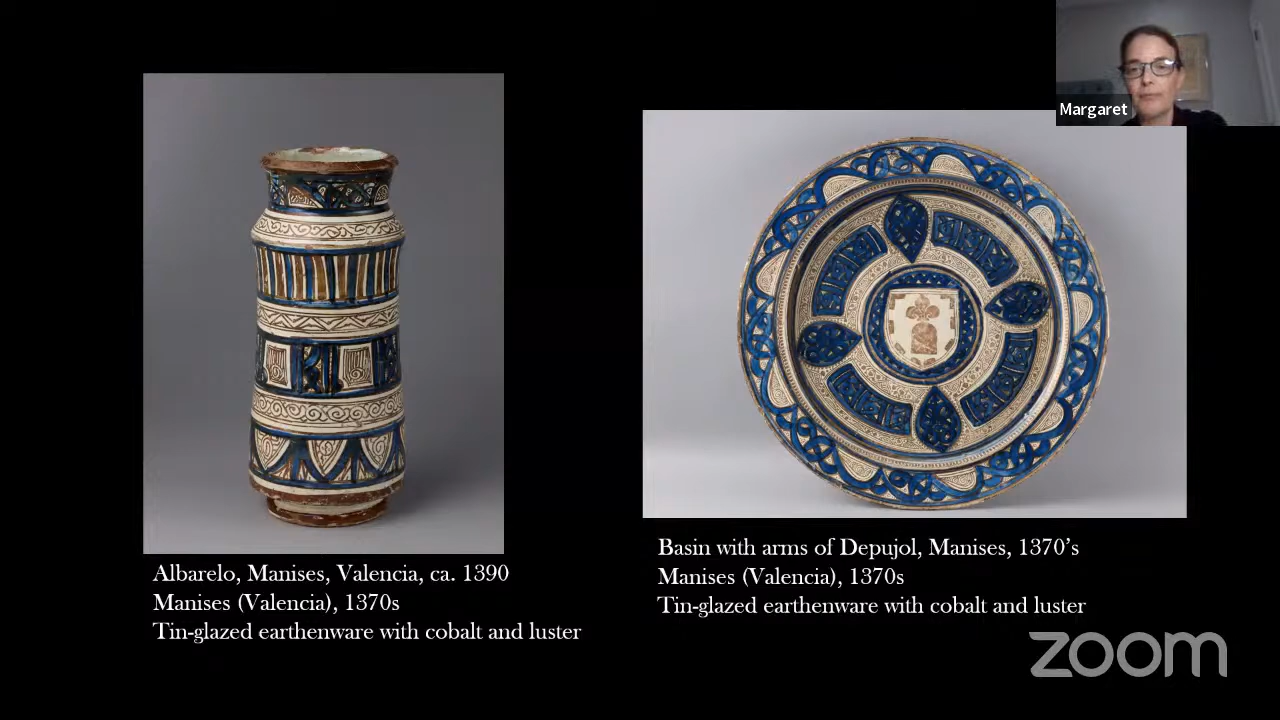 Margaret
Albarelo, Manises, Valencia, ca. 1390
Manises (Valencia), 1370s
Tin-glazed earthenware with cobalt and luster
Basin with arms of Depujol, Manises, 1370’s
Manises (Valencia), 1370s
Tin-glazed earthenware with cobalt and luster
zoom